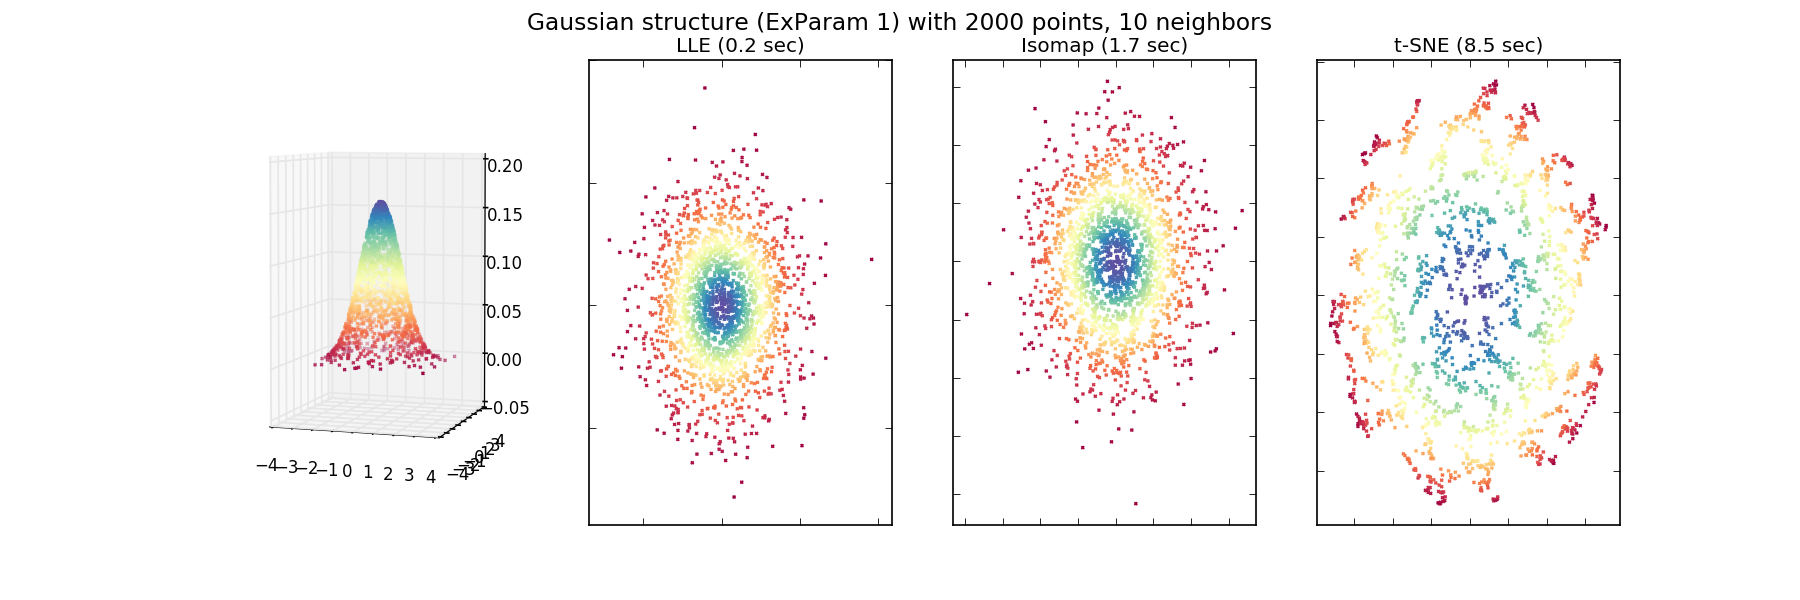 Gaussian structure (ExParam 1) with 2000 points, 10 neighbors
LLE (0.2 sec)
Isomap (1.7 sec)
t-SNE (8.5 sec)
0.20
0.15
0.10
0.05
0.00
−0.05
−4 −3 −2 −1 0 1 2 3 4
−4
4